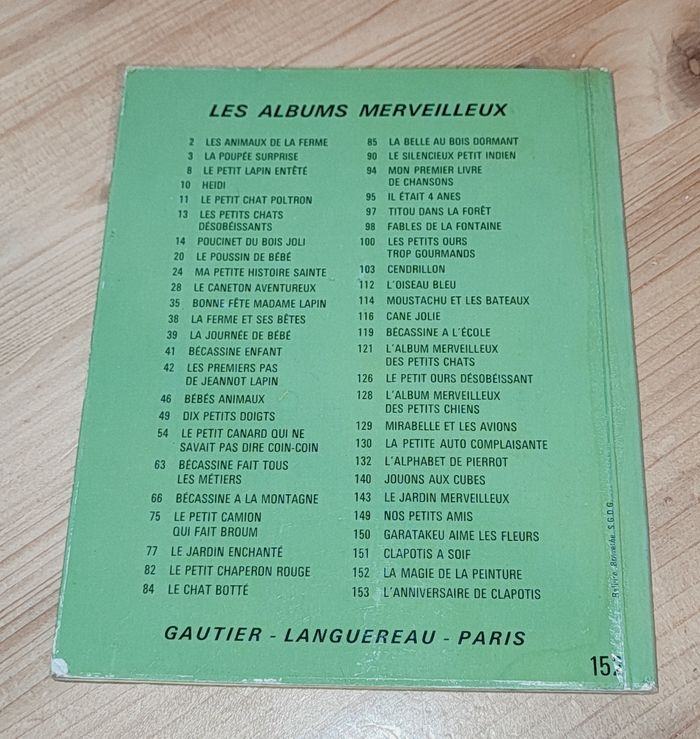 LES ALBUMS MERVEILLEUX
2 LES ANIMAUX DE LA FERME
3 LA POUPÉE SURPRISE
8 LE PETIT LAPIN ENTÊTÉ
10 HEIDI
11 LE PETIT CHAT POLTRON
13 LES PETITS CHATS
DÉSOBÉISSANTS
14 POUCINET DU BOIS JOLI
20 LE POUSSIN DE BÉBÉ
24 MA PETITE HISTOIRE SAINTE
28 LE CANETON AVENTUREUX
35 BONNE FÊTE MADAME LAPIN
38 LA FERME ET SES BÊTES
39 LA JOURNÉE DE BÉBÉ
41 BÉCASSINE ENFANT
42 LES PREMIERS PAS
DE JEANNOT LAPIN
46 BÉBÉS ANIMAUX
49 DIX PETITS DOIGTS
54 LE PETIT CANARD QUI NE
SAVAIT PAS DIRE COIN-COIN
63 BÉCASSINE FAIT TOUS
LES MÉTIERS
66 BÉCASSINE A LA MONTAGNE
75 LE PETIT CAMION
QUI FAIT BROUM
77 LE JARDIN ENCHANTÉ
82 LE PETIT CHAPERON ROUGE
84 LE CHAT BOTTÉ
85 LA BELLE AU BOIS DORMANT
90 LE SILENCIEUX PETIT INDIEN
94 MON PREMIER LIVRE
DE CHANSONS
95 IL ÉTAIT 4 ANES
97 TITOU DANS LA FORÊT
98 FABLES DE LA FONTAINE
100 LES PETITS OURS
TROP GOURMANDS
103 CENDRILLON
112 L'OISEAU BLEU
114 MOUSTACHU ET LES BATEAUX
116 CANE JOLIE
119 BÉCASSINE A L'ÉCOLE
121 L'ALBUM MERVEILLEUX
DES PETITS CHATS
126 LE PETIT OURS DÉSOBÉISSANT
128 L'ALBUM MERVEILLEUX
DES PETITS CHIENS
129 MIRABELLE ET LES AVIONS
130 LA PETITE AUTO COMPLAISANTE
132 L'ALPHABET DE PIERROT
140 JOUONS AUX CUBES
143 LE JARDIN MERVEILLEUX
149 NOS PETITS AMIS
150 GARATAKEU AIME LES FLEURS
151 CLAPOTIS A SOIF
152 LA MAGIE DE LA PEINTURE
153 L'ANNIVERSAIRE DE CLAPOTIS
GAUTIER - LANGUEREAU - PARIS
Reliure S.G.D.G.